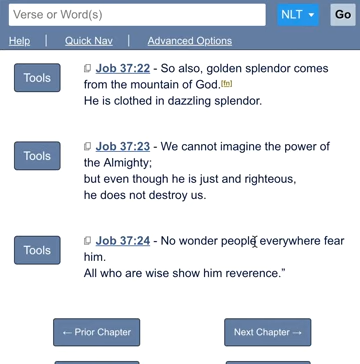 Verse or Word(s) NLT Go
Help | Quick Nav | Advanced Options
Tools
Job 37:22 - So also, golden splendor comes
from the mountain of God.[fn]
He is clothed in dazzling splendor.
Tools
Job 37:23 - We cannot imagine the power of
the Almighty;
but even though he is just and righteous,
he does not destroy us.
Tools
Job 37:24 - No wonder people everywhere fear
him.
All who are wise show him reverence.”
← Prior Chapter
Next Chapter →